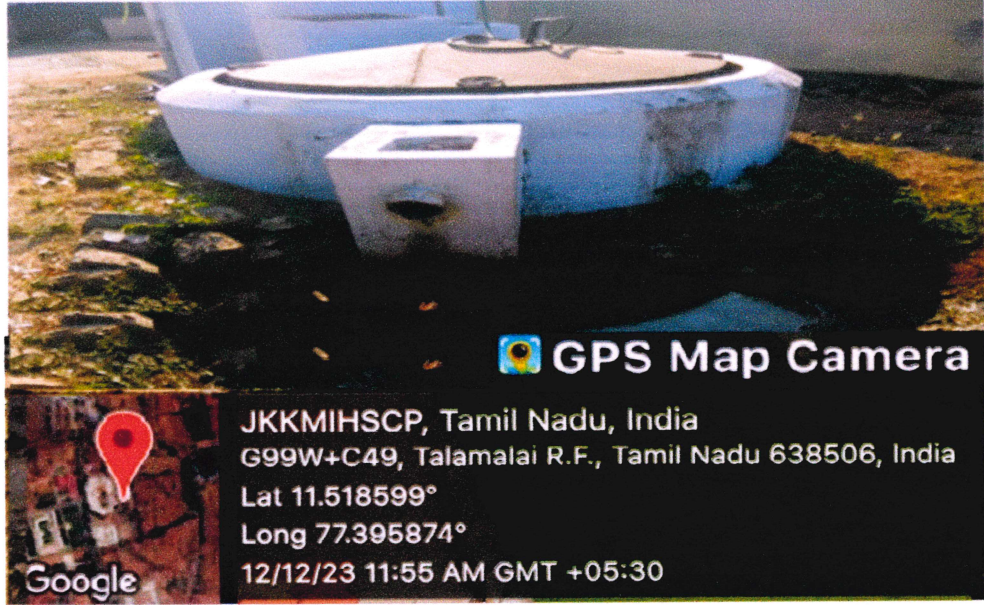 GPS Map Camera
JKKMIHSCP, Tamil Nadu, India
G99W+C49, Talamalai R.F., Tamil Nadu 638506, India
Lat 11.518599°
Long 77.395874°
12/12/23 11:55 AM GMT +05:30
Google